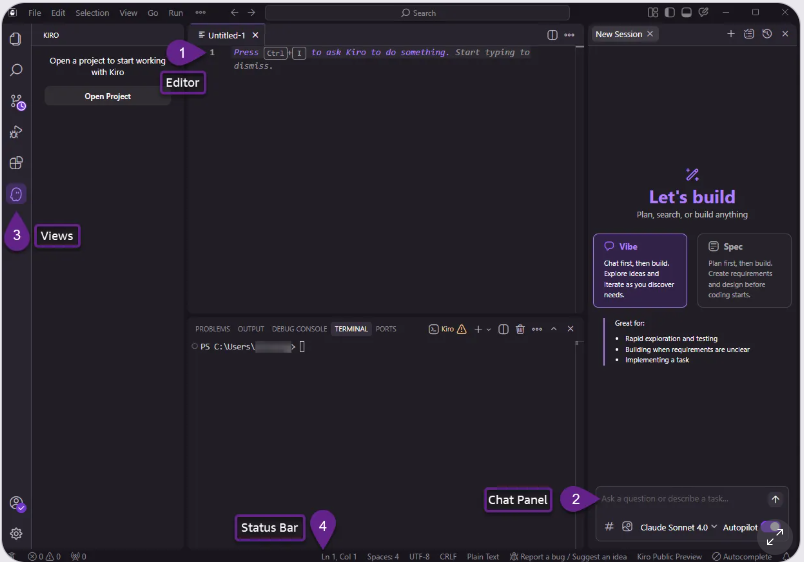 File Edit Selection View Go Run ••• Search
KIRO
Open a project to start working
with Kiro
Open Project
Untitled-1
1
1 Press Ctrl+I to ask Kiro to do something. Start typing to
dismiss.
Editor
3
Views
New Session
Let's build
Plan, search, or build anything
Vibe
Chat first, then build.
Explore ideas and
iterate as you discover
needs.
Spec
Plan first, then build.
Create requirements
and design before
coding starts.
Great for:
• Rapid exploration and testing
• Building when requirements are unclear
• Implementing a task
PROBLEMS OUTPUT DEBUG CONSOLE TERMINAL PORTS Kiro
PS C:\Users\ >
Chat Panel 2
Ask a question or describe a task...
# Claude Sonnet 4.0 Autopilot
Status Bar 4
0 0 0 Ln 1, Col 1 Spaces: 4 UTF-8 CRLF Plain Text Report a bug / Suggest an idea Kiro Public Preview Autocomplete